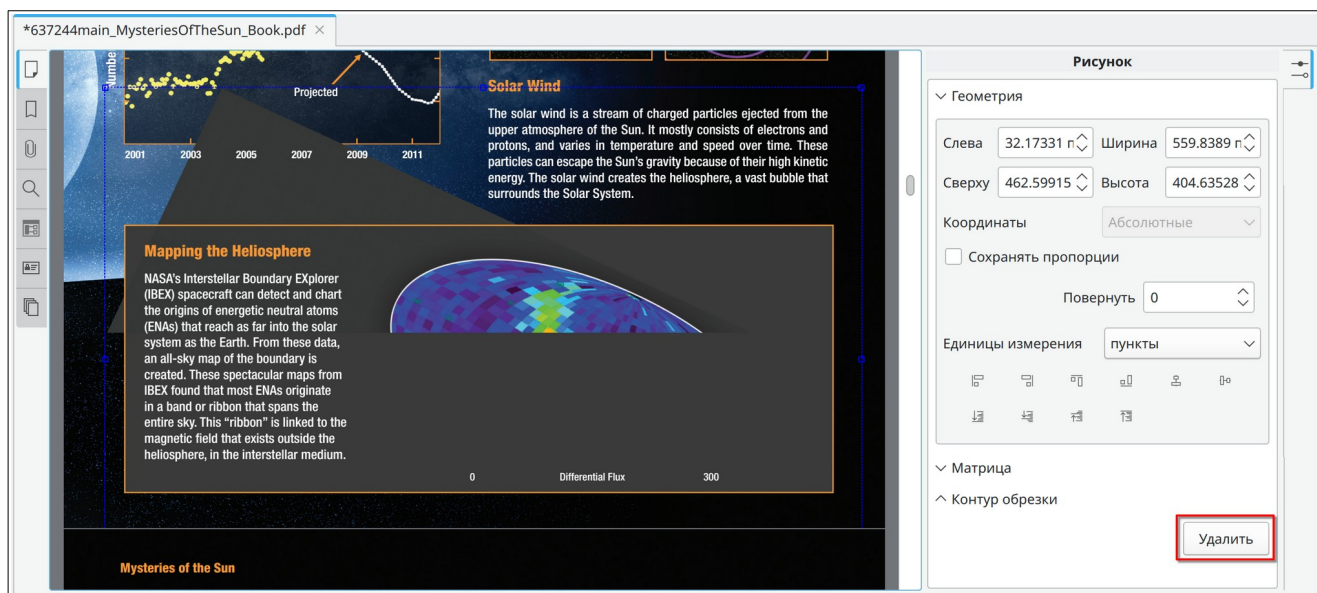 *637244main_MysteriesOfTheSun_Book.pdf
Numbe
Projected
2001 2003 2005 2007 2009 2011
Solar Wind
The solar wind is a stream of charged particles ejected from the
upper atmosphere of the Sun. It mostly consists of electrons and
protons, and varies in temperature and speed over time. These
particles can escape the Sun's gravity because of their high kinetic
energy. The solar wind creates the heliosphere, a vast bubble that
surrounds the Solar System.
Mapping the Heliosphere
NASA's Interstellar Boundary EXplorer
(IBEX) spacecraft can detect and chart
the origins of energetic neutral atoms
(ENAs) that reach as far into the solar
system as the Earth. From these data,
an all-sky map of the boundary is
created. These spectacular maps from
IBEX found that most ENAs originate
in a band or ribbon that spans the
entire sky. This “ribbon” is linked to the
magnetic field that exists outside the
heliosphere, in the interstellar medium.
0 Differential Flux 300
Mysteries of the Sun
Рисунок
Геометрия
Слева 32.17331 п Ширина 559.8389 п
Сверху 462.59915 Высота 404.63528
Координаты Абсолютные
Сохранять пропорции
Повернуть 0
Единицы измерения пункты
Матрица
Контур обрезки
Удалить